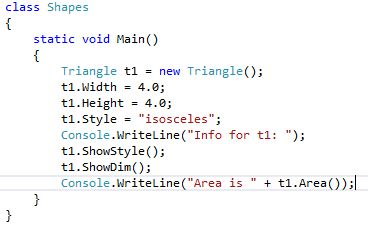 class Shapes
{
static void Main()
{
Triangle t1 = new Triangle();
t1.Width = 4.0;
t1.Height = 4.0;
t1.Style = "isosceles";
Console.WriteLine("Info for t1: ");
t1.ShowStyle();
t1.ShowDim();
Console.WriteLine("Area is " + t1.Area());
}
}